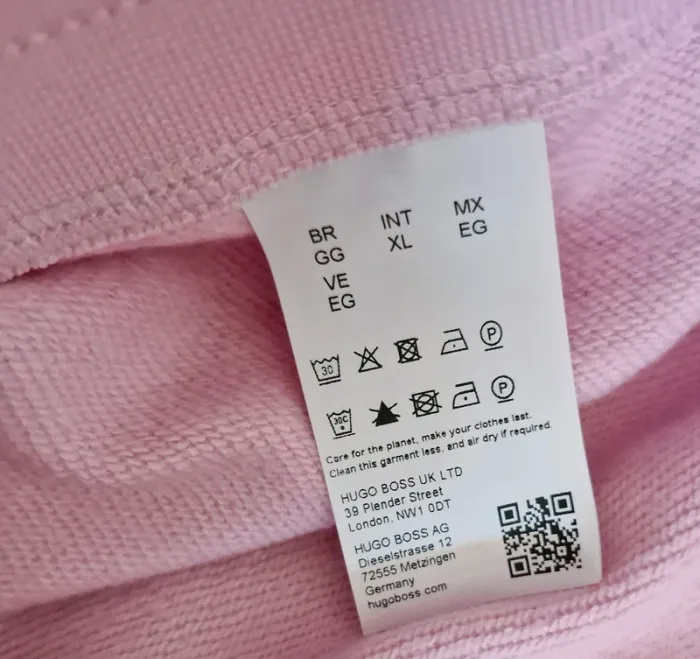 BR INT MX
GG XL EG
VE
EG
30 P
30C P
Care for the planet, make your clothes last.
Clean this garment less, and air dry if required.
HUGO BOSS UK LTD
39 Plender Street
London, NW1 0DT
HUGO BOSS AG
Dieselstrasse 12
72555 Metzingen
Germany
hugoboss.com